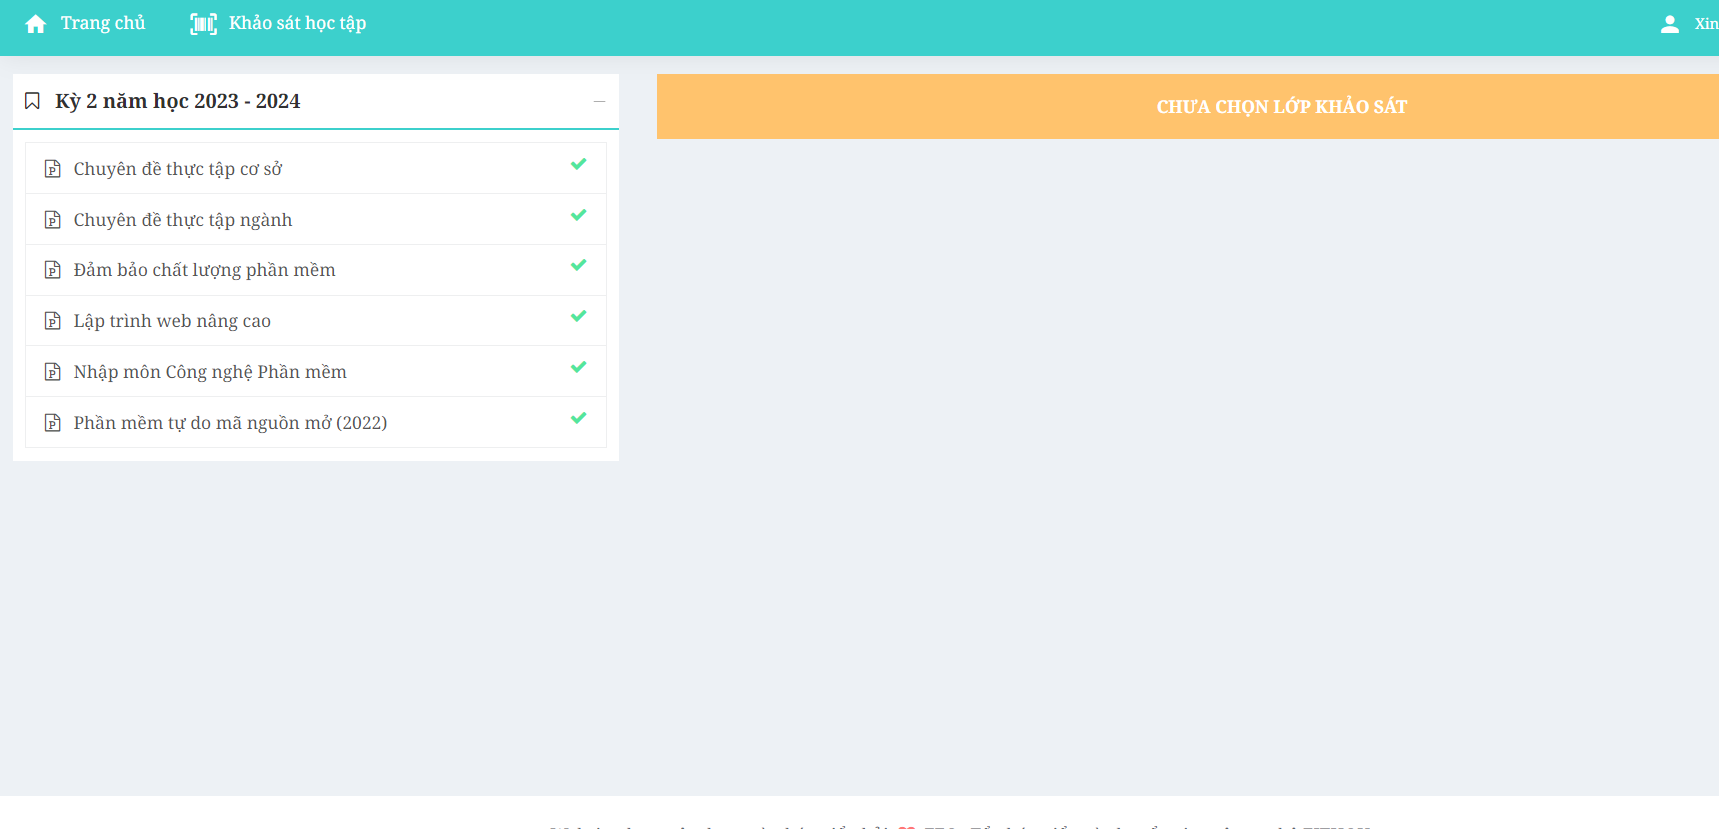 Trang chủ
Khảo sát học tập
Xin
Kỳ 2 năm học 2023 - 2024
CHƯA CHỌN LỚP KHẢO SÁT
Chuyên đề thực tập cơ sở
Chuyên đề thực tập ngành
Đảm bảo chất lượng phần mềm
Lập trình web nâng cao
Nhập môn Công nghệ Phần mềm
Phần mềm tự do mã nguồn mở (2022)